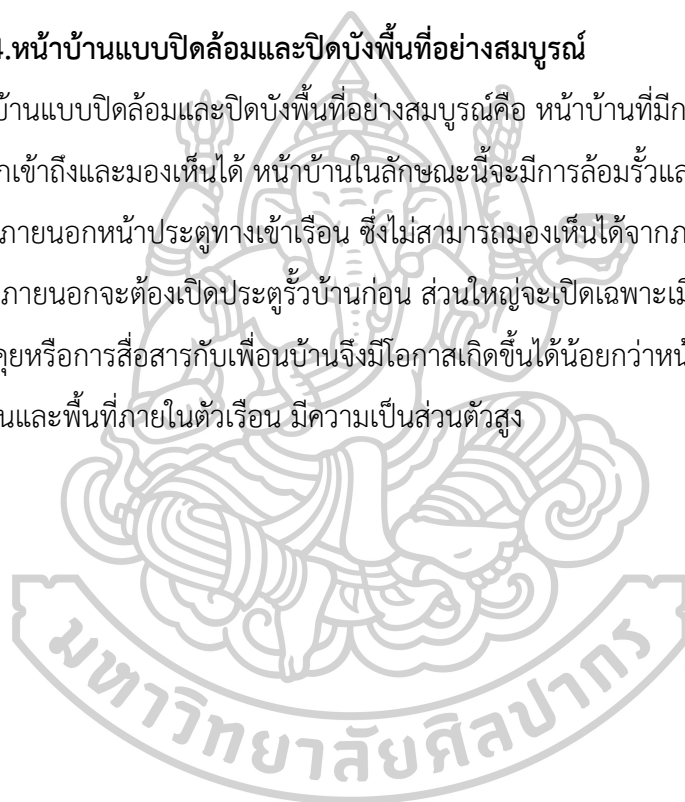 4.หน้าบ้านแบบปิดล้อมและปิดบังพื้นที่อย่างสมบูรณ์
บ้านแบบปิดล้อมและปิดบังพื้นที่อย่างสมบูรณ์คือ หน้าบ้านที่มีก
เข้าถึงและมองเห็นได้ หน้าบ้านในลักษณะนี้จะมีการล้อมรั้วและ
ภายนอกหน้าประตูทางเข้าเรือน ซึ่งไม่สามารถมองเห็นได้จากภ
ภายนอกจะต้องเปิดประตูรั้วบ้านก่อน ส่วนใหญ่จะเปิดเฉพาะเมื
คุยหรือการสื่อสารกับเพื่อนบ้านจึงมีโอกาสเกิดขึ้นได้น้อยกว่าหน้
และพื้นที่ภายในตัวเรือน มีความเป็นส่วนตัวสูง
มหาวิทยาลัยศิลปากร